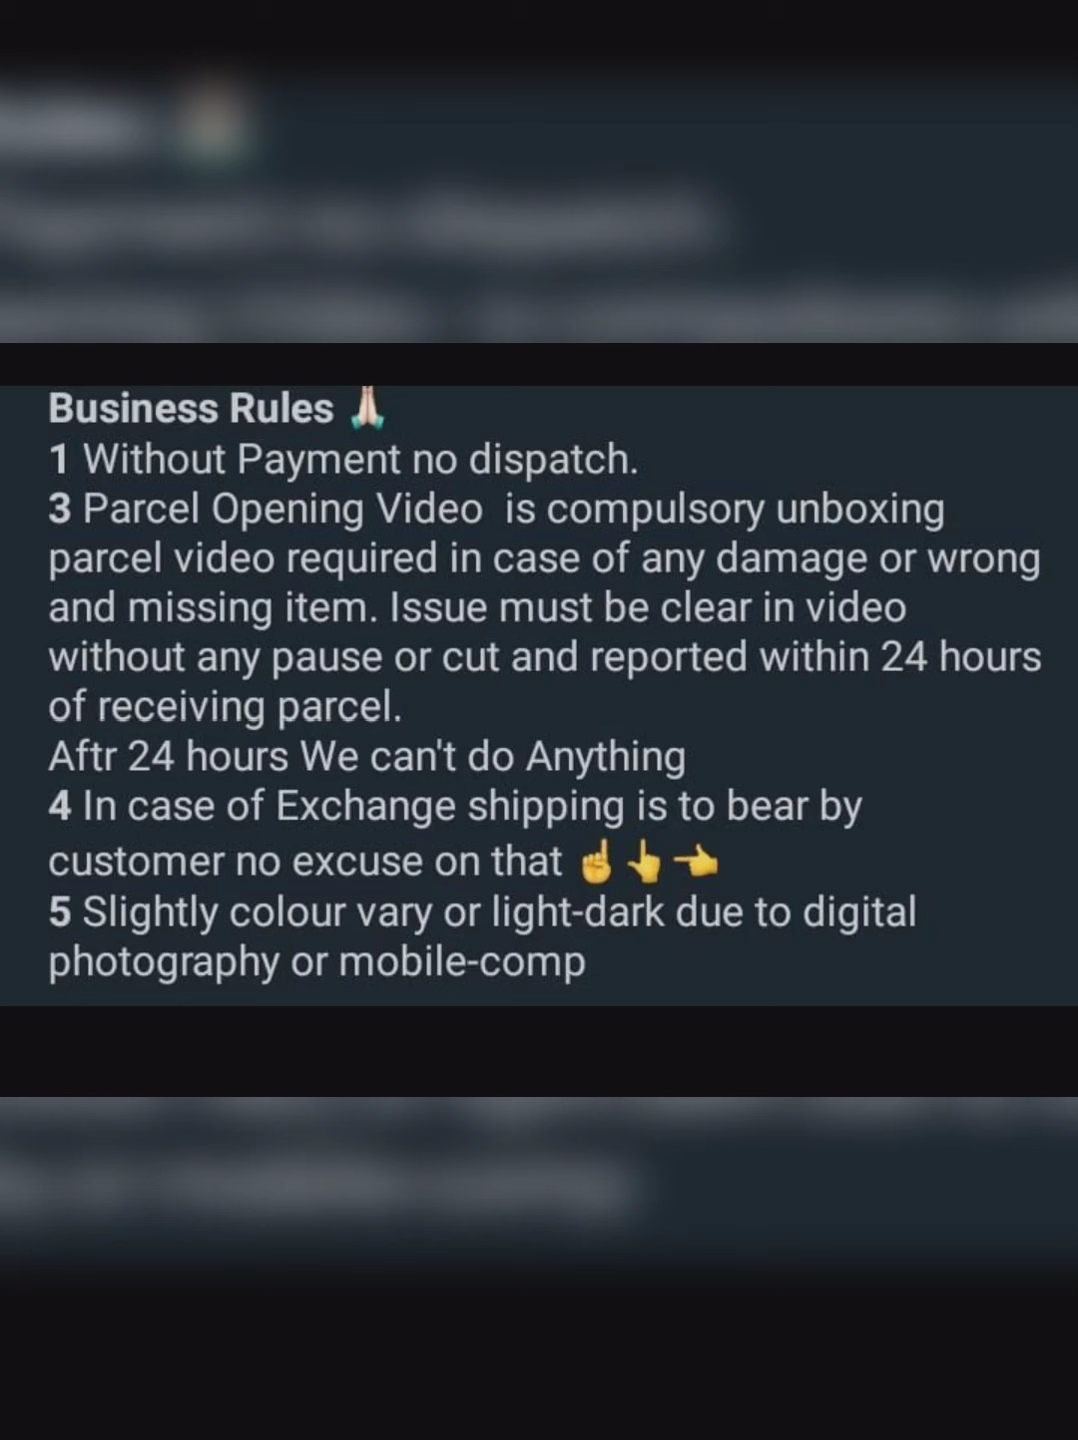 Business Rules 🙏🏻
1 Without Payment no dispatch.
3 Parcel Opening Video  is compulsory unboxing
parcel video required in case of any damage or wrong
and missing item. Issue must be clear in video
without any pause or cut and reported within 24 hours
of receiving parcel.
Aftr 24 hours We can't do Anything
4 In case of Exchange shipping is to bear by
customer no excuse on that ☝️👆👈
5 Slightly colour vary or light-dark due to digital
photography or mobile-comp